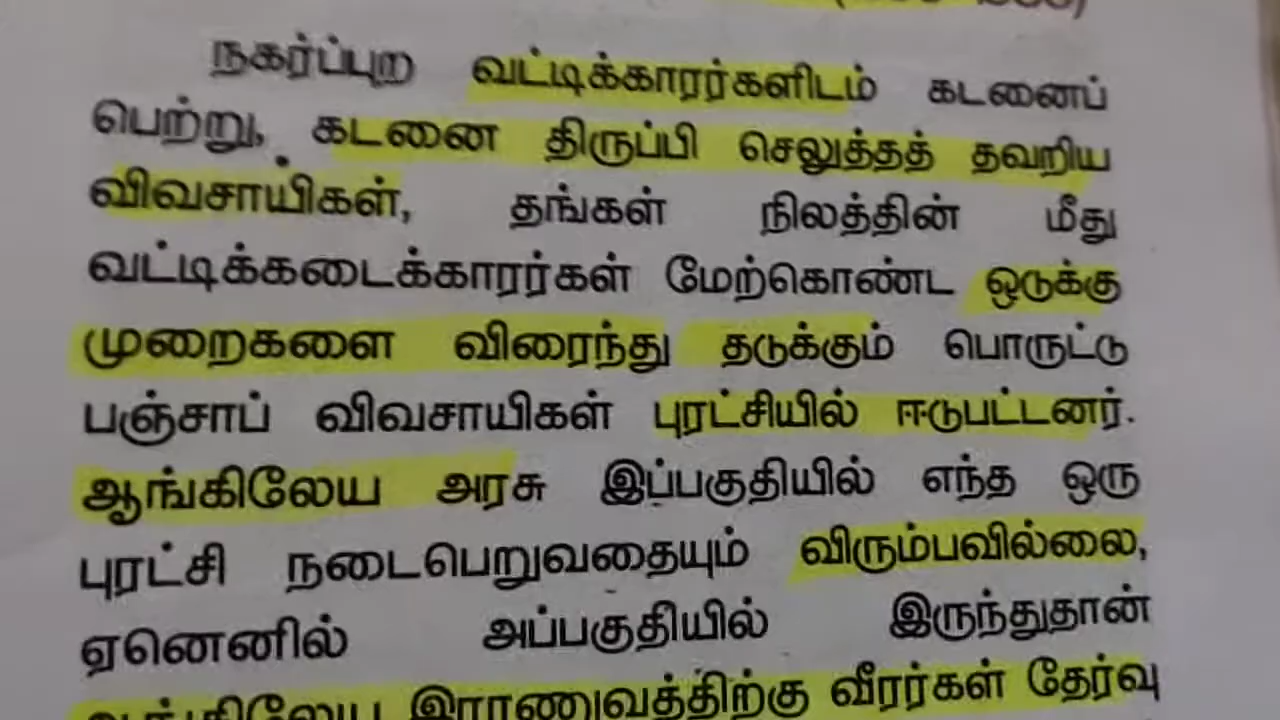 நகர்ப்புற வட்டிக்காரர்களிடம் கடனைப்
பெற்று, கடனை திருப்பி செலுத்தத் தவறிய
விவசாயிகள், தங்கள் நிலத்தின் மீது
வட்டிக்கடைக்காரர்கள் மேற்கொண்ட ஒடுக்கு
முறைகளை விரைந்து தடுக்கும் பொருட்டு
பஞ்சாப் விவசாயிகள் புரட்சியில் ஈடுபட்டனர்.
ஆங்கிலேய அரசு இப்பகுதியில் எந்த ஒரு
புரட்சி நடைபெறுவதையும் விரும்பவில்லை,
ஏனெனில் அப்பகுதியில் இருந்துதான்
ஆங்கிலேய இராணுவத்திற்கு வீரர்கள் தேர்வு